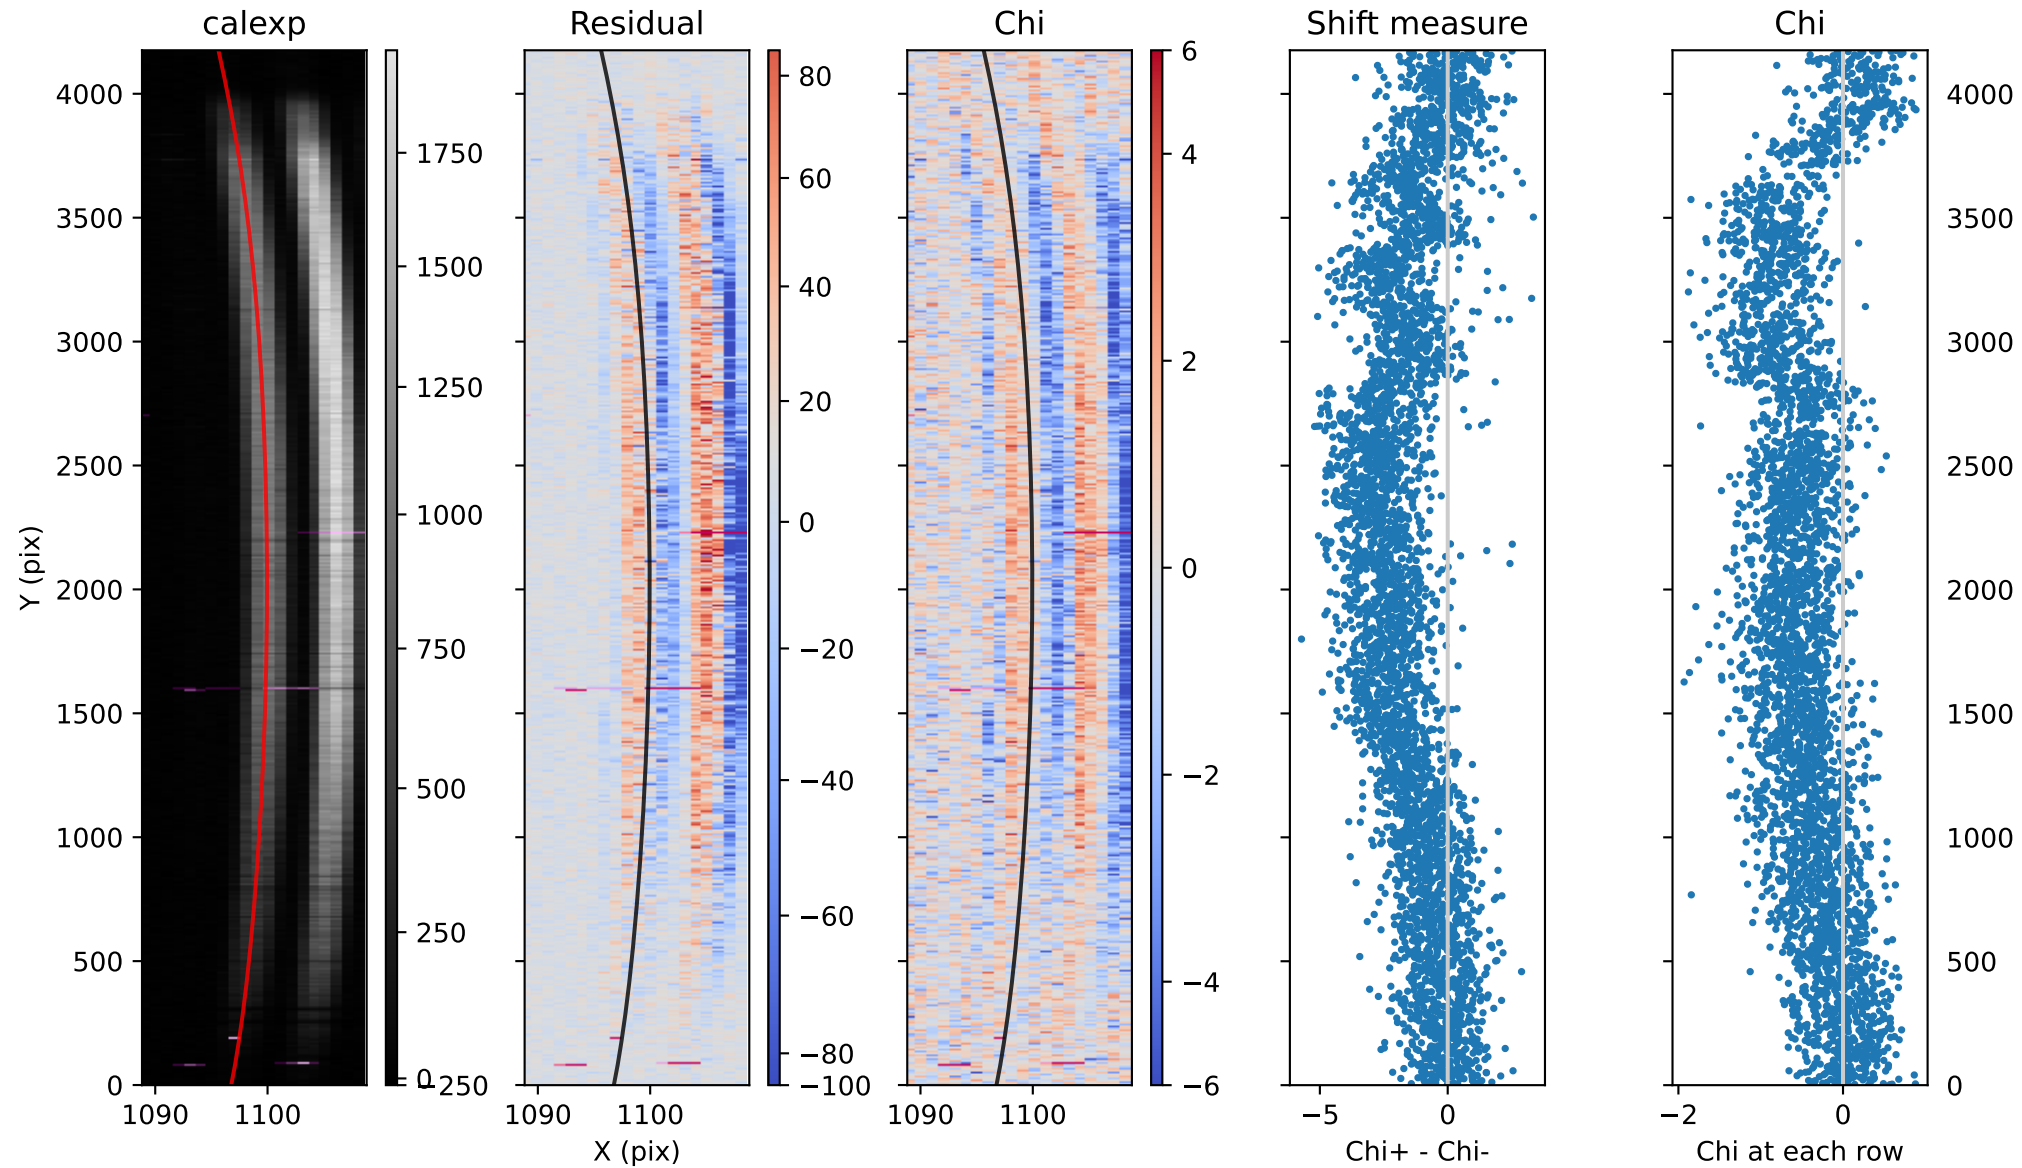 calexp Residual Chi Shift measure Chi
4000 1750 80 6 4000
3500 1500 60 4 3500
3000 1250 40 2 3000
2500 1000 20 0 2500
2000 750 0 −2 2000
1500 500 −20 −4 1500
1000 250 −40 −6 1000
500 0 −60 500
0 −250 −80 0
−100
Y (pix)
1090 1100 1090 1100 1090 1100 −5 0 −2 0
X (pix) Chi+ - Chi- Chi at each row